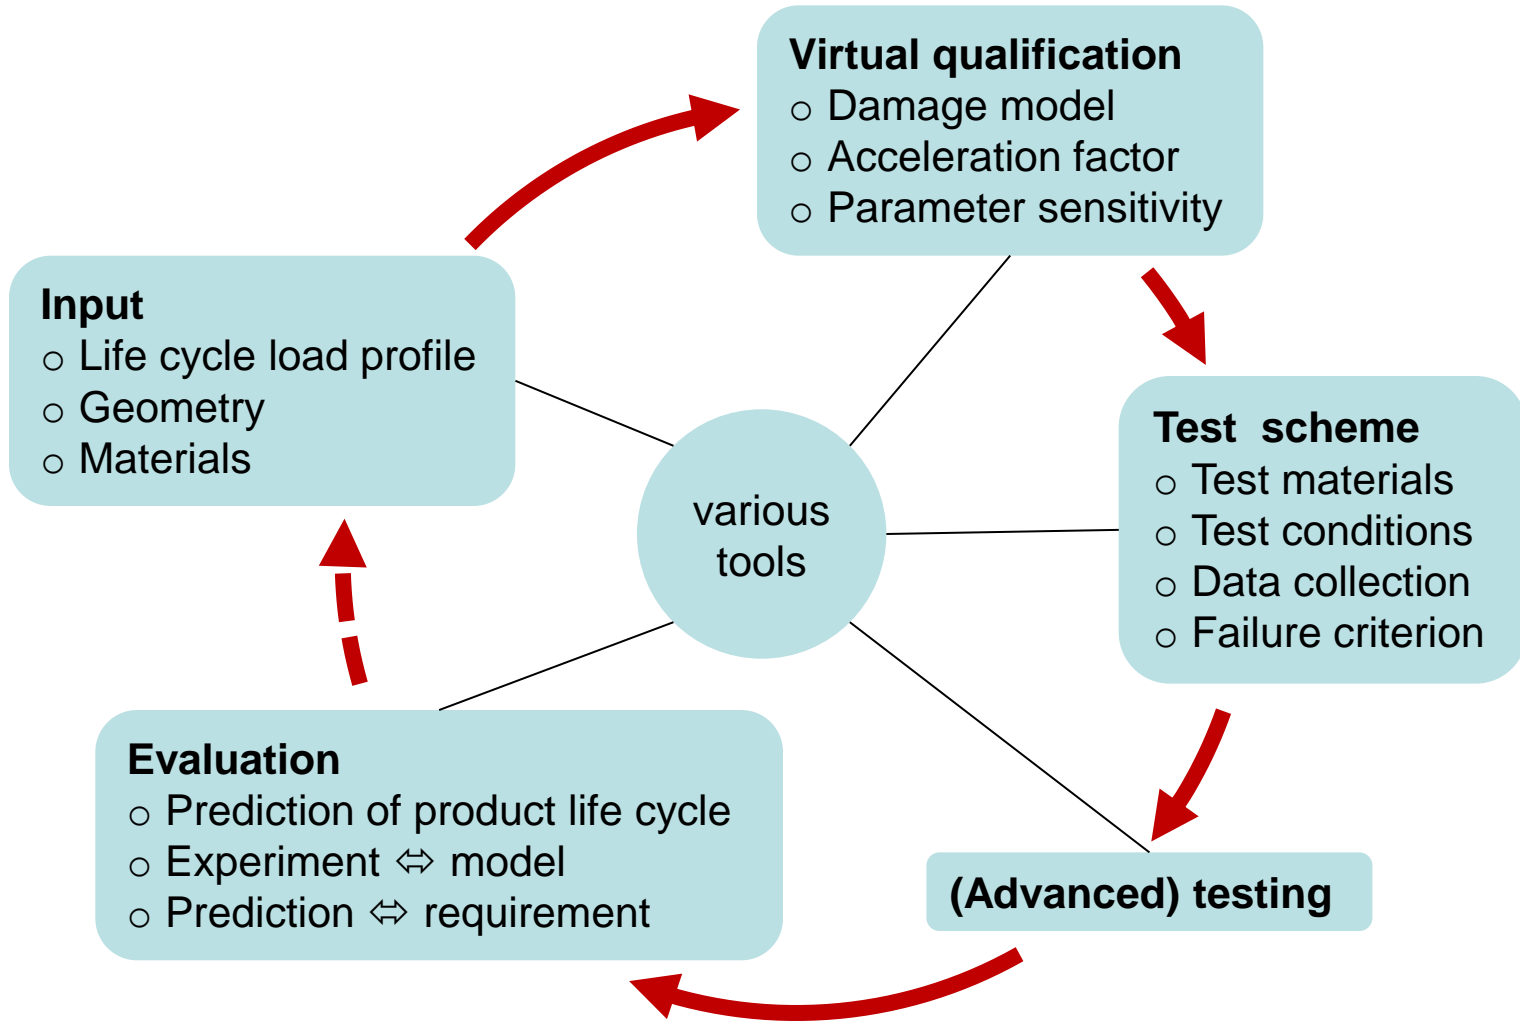 Virtual qualification
o Damage model
o Acceleration factor
o Parameter sensitivity
Input
o Life cycle load profile
o Geometry
o Materials
Test scheme
o Test materials
o Test conditions
o Data collection
o Failure criterion
various
tools
Evaluation
o Prediction of product life cycle
o Experiment ⬄ model
o Prediction ⬄ requirement
(Advanced) testing